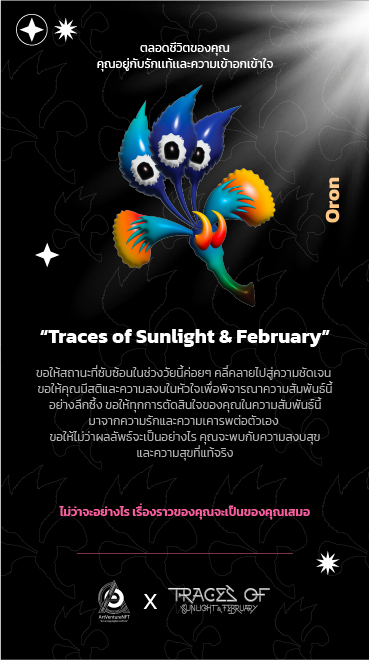 ตลอดชีวิตของคุณ
คุณอยู่กับรักแท้และความเข้าอกเข้าใจ
Oron
“Traces of Sunlight & February”
ขอให้สถานะที่ซับซ้อนในช่วงวัยนี้ค่อยๆ คลี่คลายไปสู่ความชัดเจน
ขอให้คุณมีสติและความสงบในหัวใจเพื่อพิจารณาความสัมพันธ์นี้
อย่างลึกซึ้ง ขอให้ทุกการตัดสินใจของคุณในความสัมพันธ์นี้
มาจากความรักและความเคารพต่อตัวเอง
ขอให้ไม่ว่าผลลัพธ์จะเป็นอย่างไร คุณจะพบกับความสงบสุข
และความสุขที่แท้จริง
ไม่ว่าจะอย่างไร เรื่องราวของคุณจะเป็นของคุณเสมอ
ArtVentureNFT
X
TRACES OF
SUNLIGHT & FEBRUARY